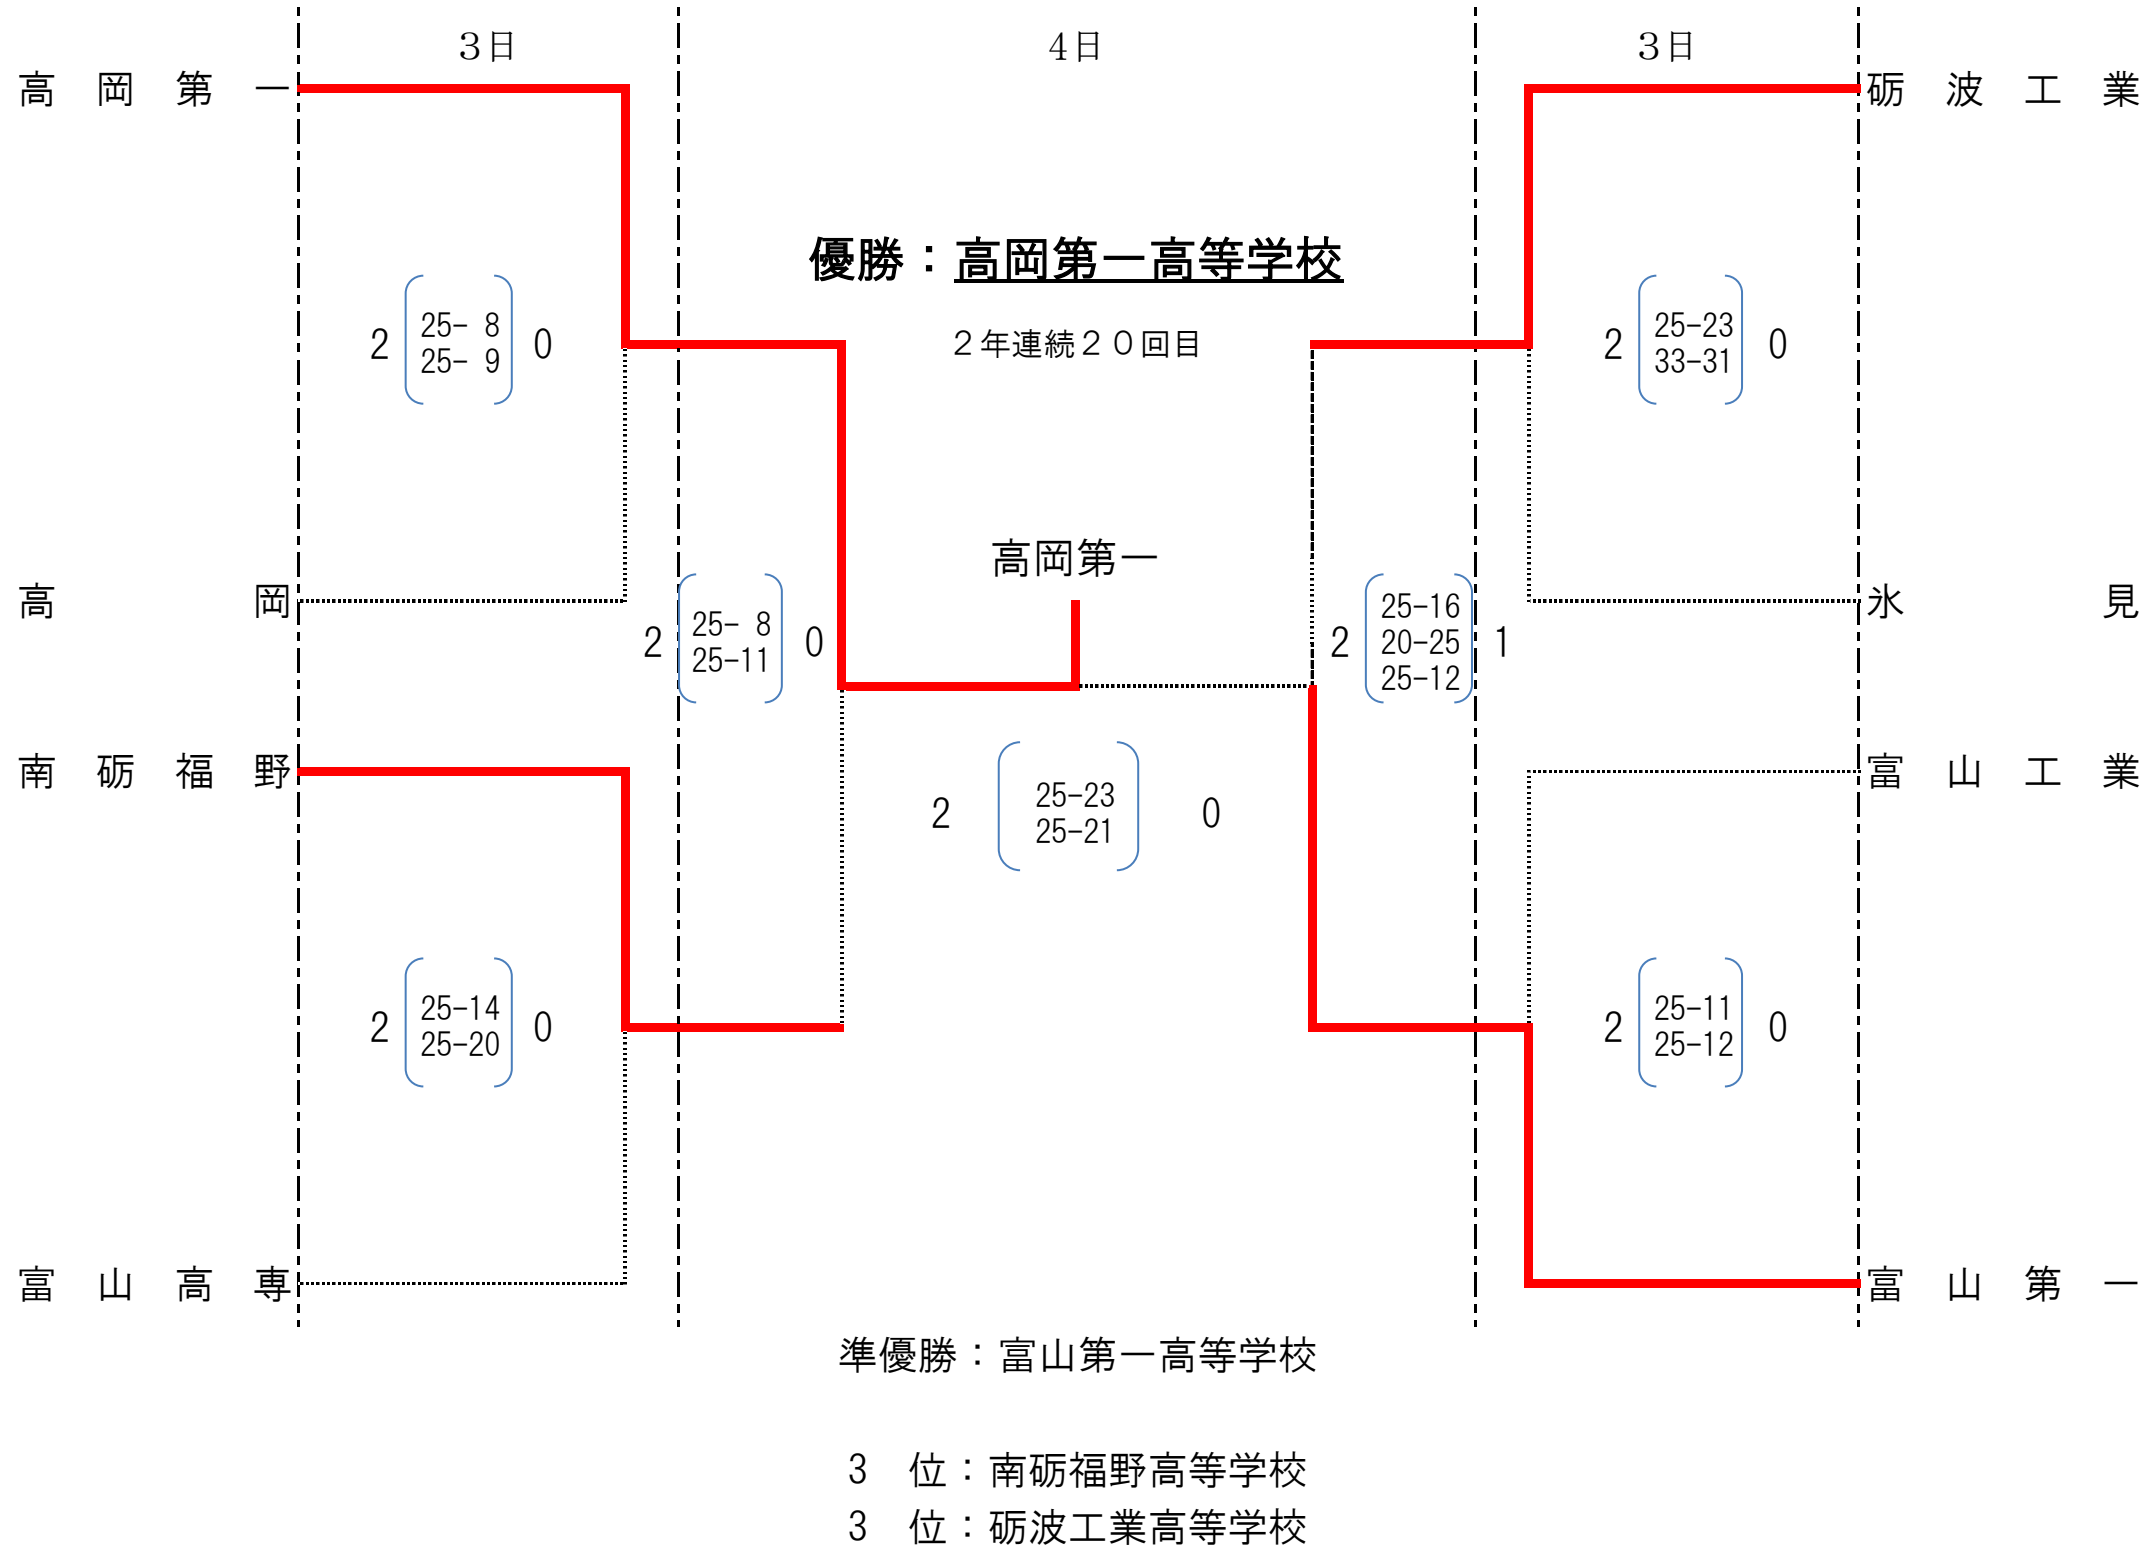 ３日 4日 ３日
高岡第一 砺波工業
優勝：高岡第一高等学校
2 25- 8 0 2 25-23 0
25- 9 33-31
２年連続２０回目
高岡第一
高岡 氷見
2 25- 8 0 2 25-16 1
25-11 20-25
25-12
南砺福野 富山工業
2 25-23 0
25-21
2 25-14 0 2 25-11 0
25-20 25-12
富山高専 富山第一
準優勝：富山第一高等学校
3　位：南砺福野高等学校
3　位：砺波工業高等学校